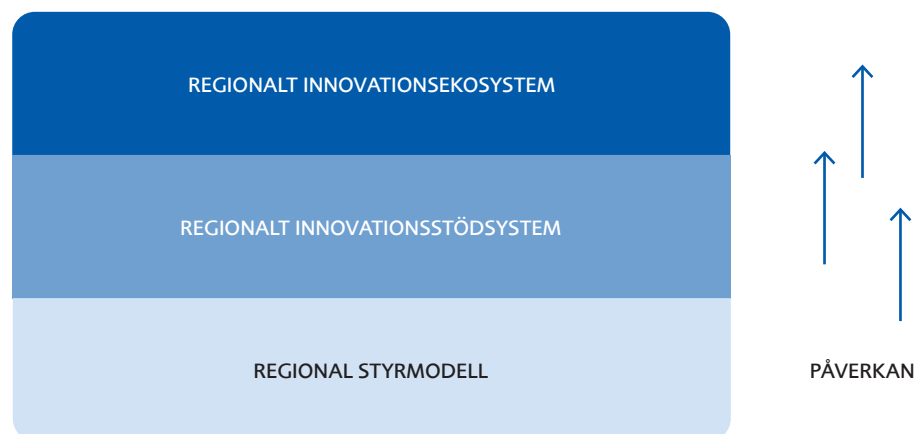 REGIONALT INNOVATIONSEKOSYSTEM
REGIONALT INNOVATIONSSTÖDSYSTEM
REGIONAL STYRMODELL
PÅVERKAN